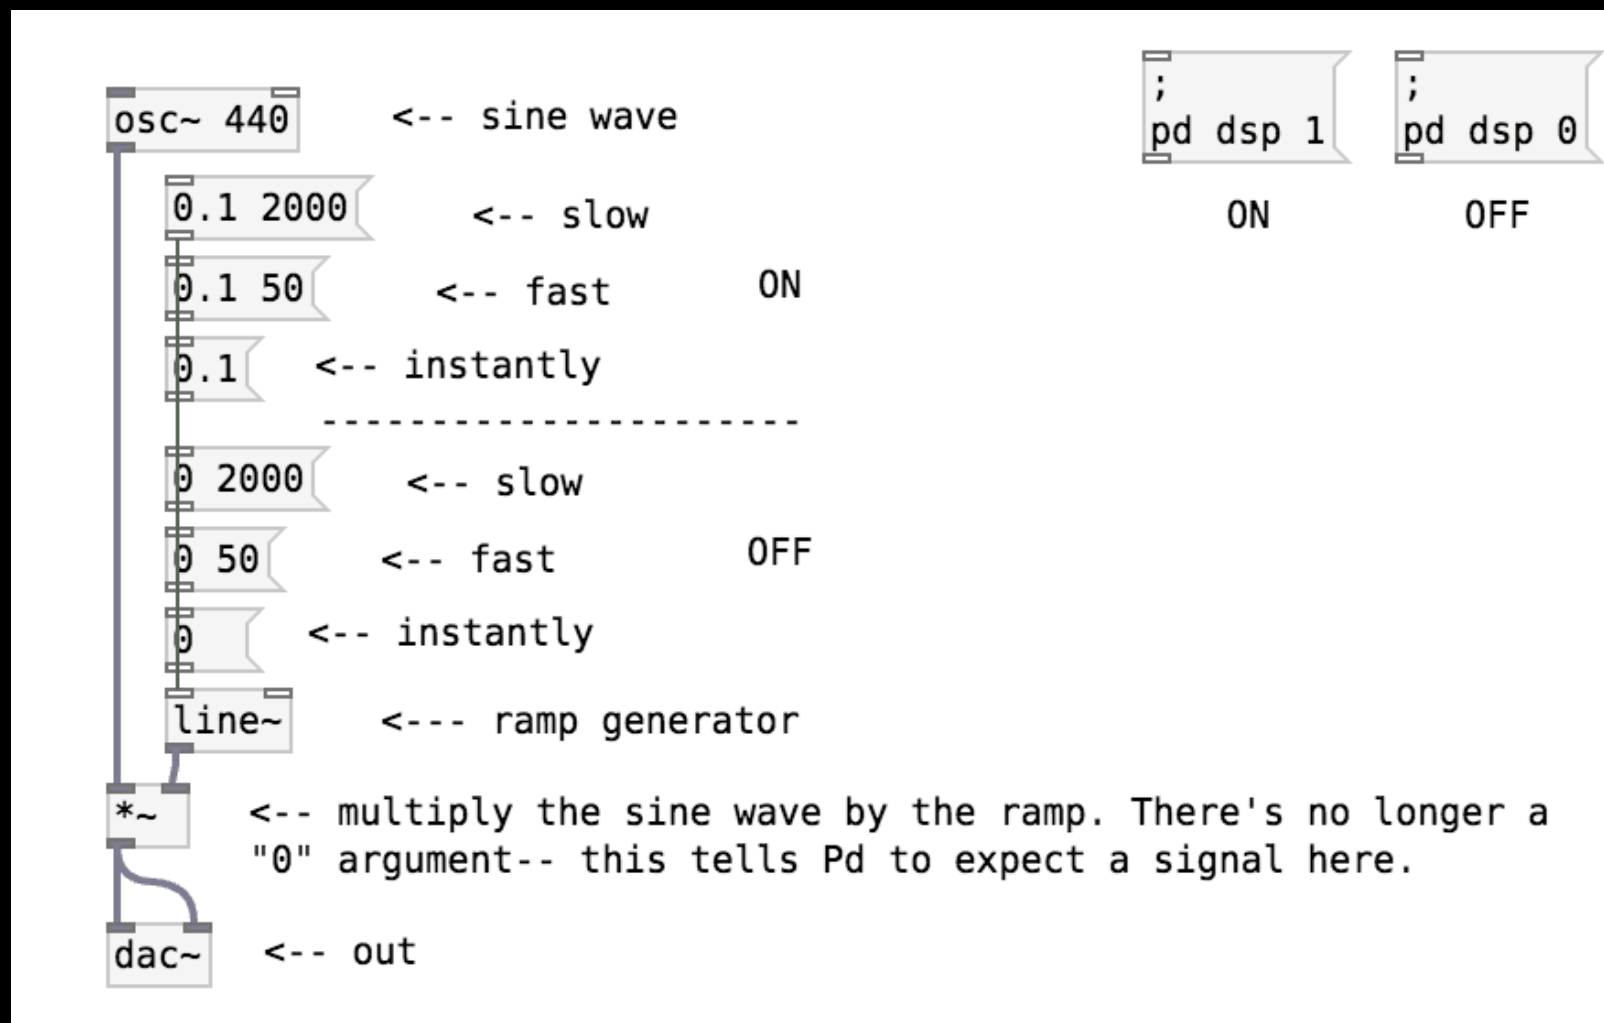 ;
pd dsp 1
;
pd dsp 0
ON
OFF
osc~ 440
<-- sine wave
0.1 2000
<-- slow
0.1 50
<-- fast
ON
0.1
<-- instantly
----------------------
0 2000
<-- slow
0 50
<-- fast
OFF
0
<-- instantly
line~
<--- ramp generator
*~
<-- multiply the sine wave by the ramp. There's no longer a
"0" argument-- this tells Pd to expect a signal here.
dac~
<-- out